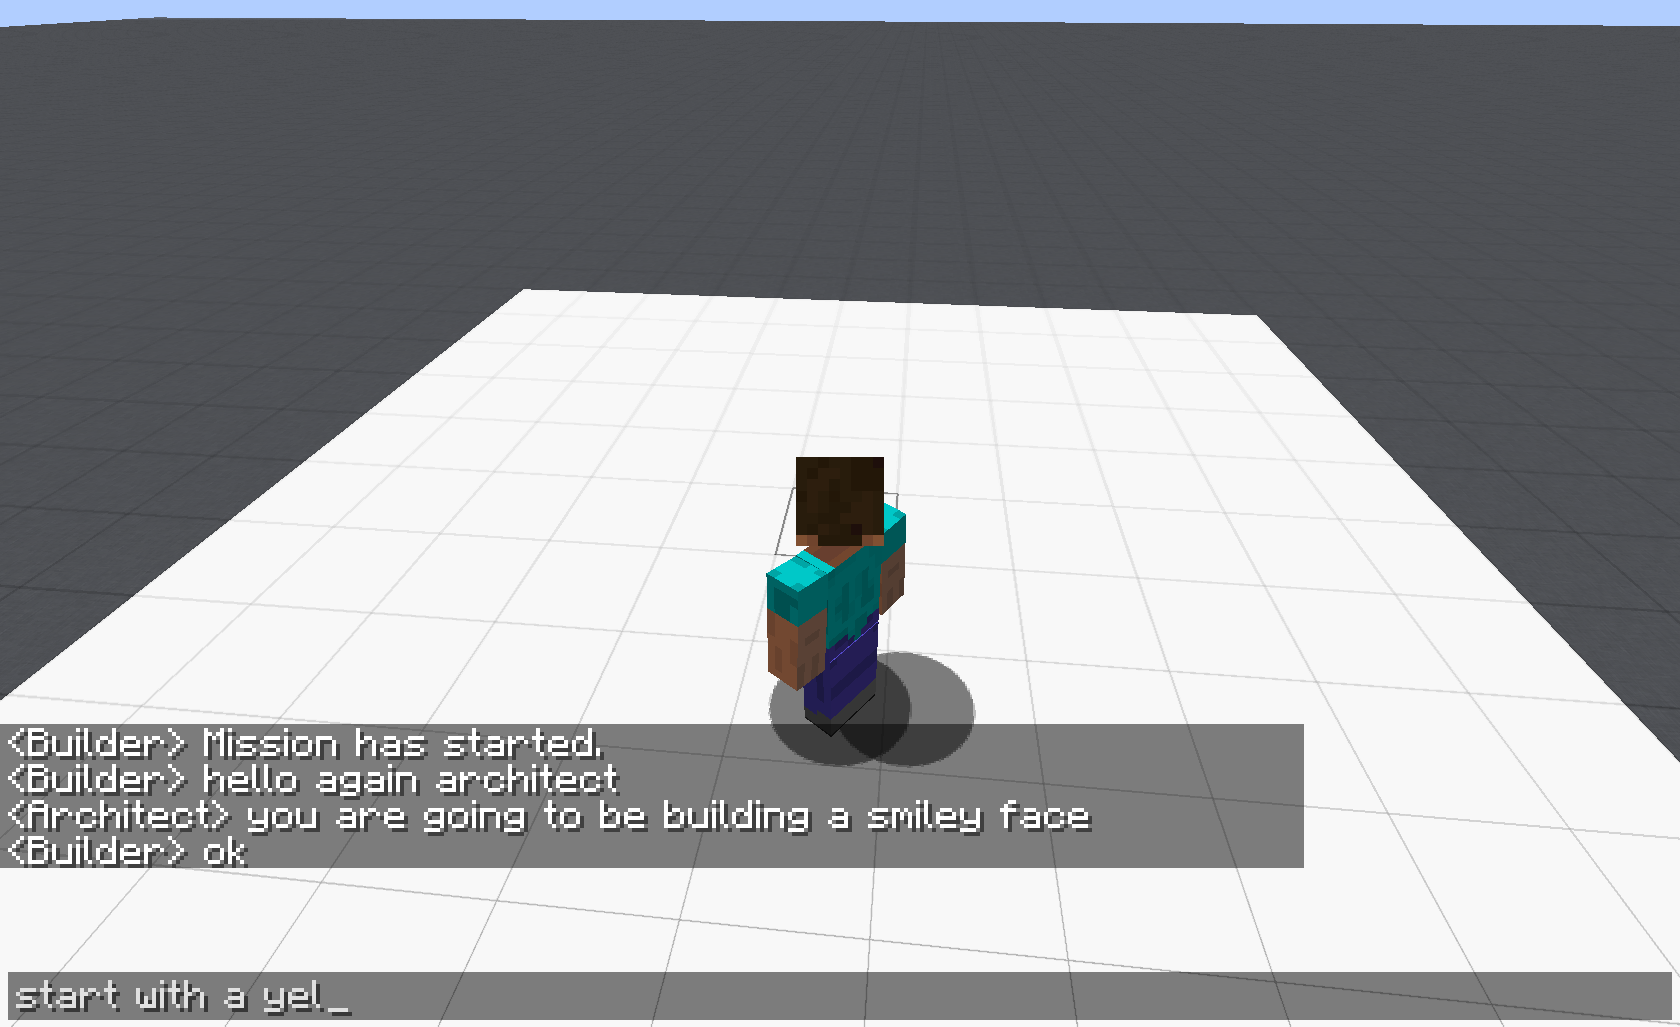 <Builder> Mission has started.
<Builder> hello again architect
<Architect> you are going to be building a smiley face
<Builder> ok
start with a yel_